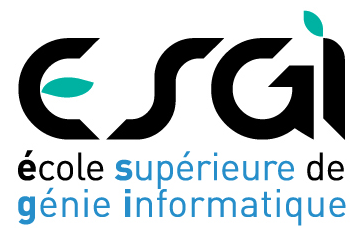 ESGI
école supérieure de
génie informatique